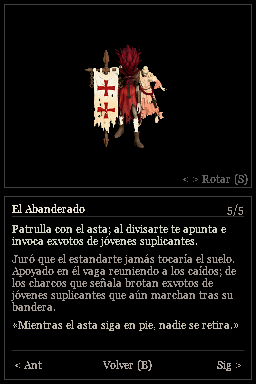 < > Rotar (S)
El Abanderado 5/5
Patrulla con el asta; al divisarte te apunta e
invoca exvotos de jóvenes suplicantes.
Juró que el estandarte jamás tocaría el suelo.
Apoyado en él vaga reuniendo a los caídos; de
los charcos que señala brotan exvotos de
jóvenes suplicantes que aún marchan tras su
bandera.
«Mientras el asta siga en pie, nadie se retira.»
< Ant Volver (B) Sig >